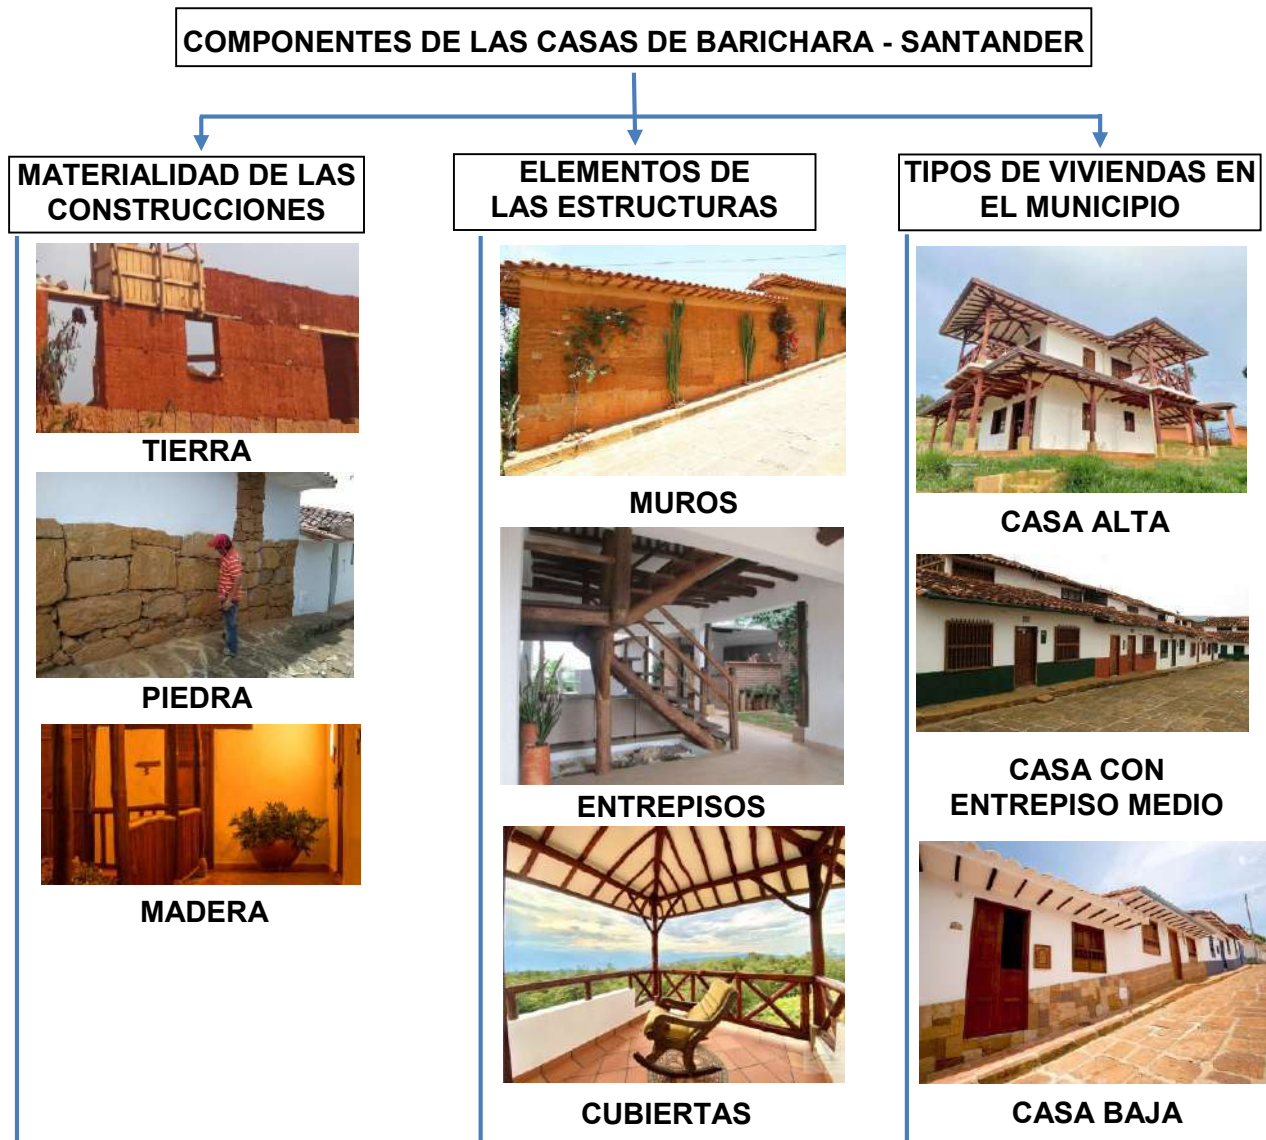 COMPONENTES DE LAS CASAS DE BARICHARA - SANTANDER
MATERIALIDAD DE LAS
CONSTRUCCIONES
TIERRA
PIEDRA
MADERA
ELEMENTOS DE
LAS ESTRUCTURAS
MUROS
ENTREPISOS
CUBIERTAS
TIPOS DE VIVIENDAS EN
EL MUNICIPIO
CASA ALTA
CASA CON
ENTREPISO MEDIO
CASA BAJA